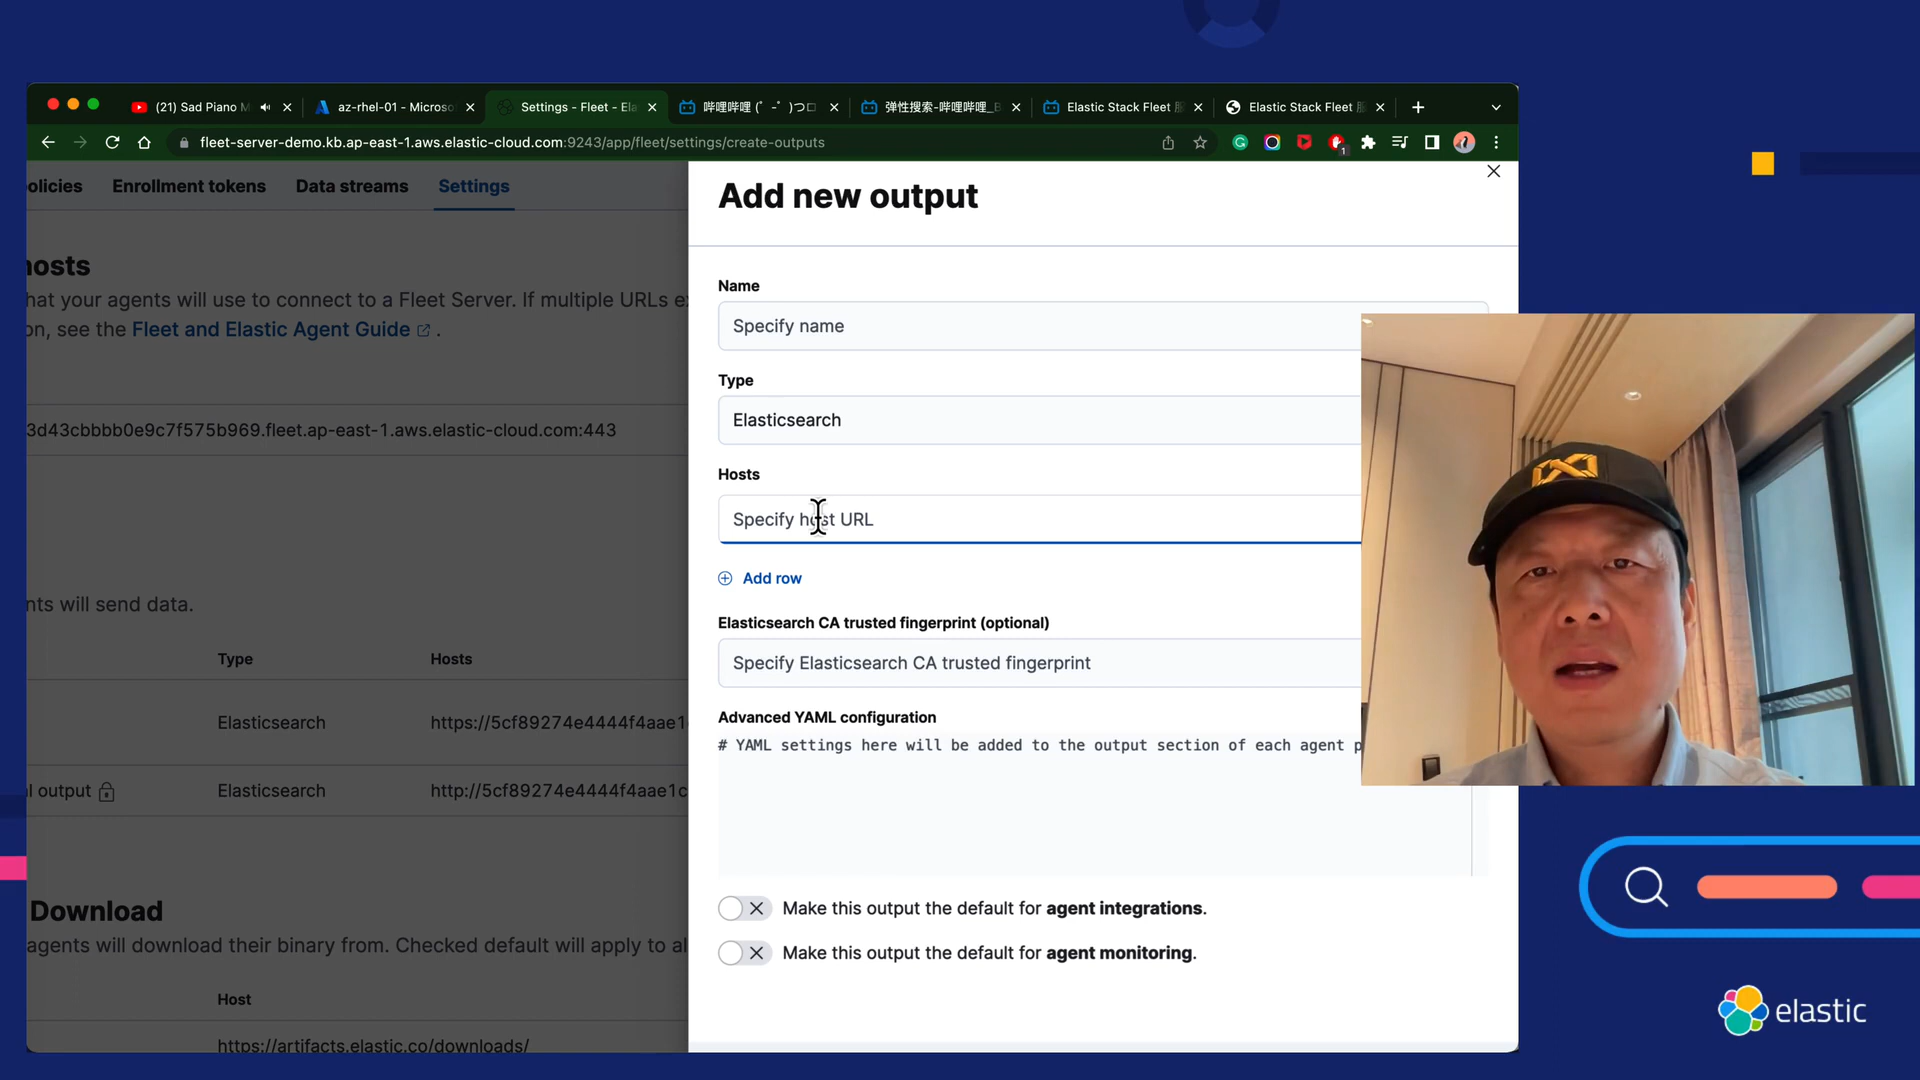 (21) Sad Piano M
az-rhel-01 - Microso
Settings - Fleet - Ela
哔哩哔哩 (゜-゜)つロ
弹性搜索-哔哩哔哩_B
Elastic Stack Fleet 服
Elastic Stack Fleet 服
fleet-server-demo.kb.ap-east-1.aws.elastic-cloud.com:9243/app/fleet/settings/create-outputs
1
olicies
Enrollment tokens
Data streams
Settings
osts
hat your agents will use to connect to a Fleet Server. If multiple URLs e
on, see the Fleet and Elastic Agent Guide .
3d43cbbbb0e9c7f575b969.fleet.ap-east-1.aws.elastic-cloud.com:443
nts will send data.
Type
Hosts
Elasticsearch
https://5cf89274e4444f4aae1
l output
Elasticsearch
http://5cf89274e4444f4aae1c
Download
agents will download their binary from. Checked default will apply to al
Host
https://artifacts.elastic.co/downloads/
Add new output
Name
Specify name
Type
Elasticsearch
Hosts
Specify host URL
Add row
Elasticsearch CA trusted fingerprint (optional)
Specify Elasticsearch CA trusted fingerprint
Advanced YAML configuration
# YAML settings here will be added to the output section of each agent p
Make this output the default for agent integrations.
Make this output the default for agent monitoring.
elastic